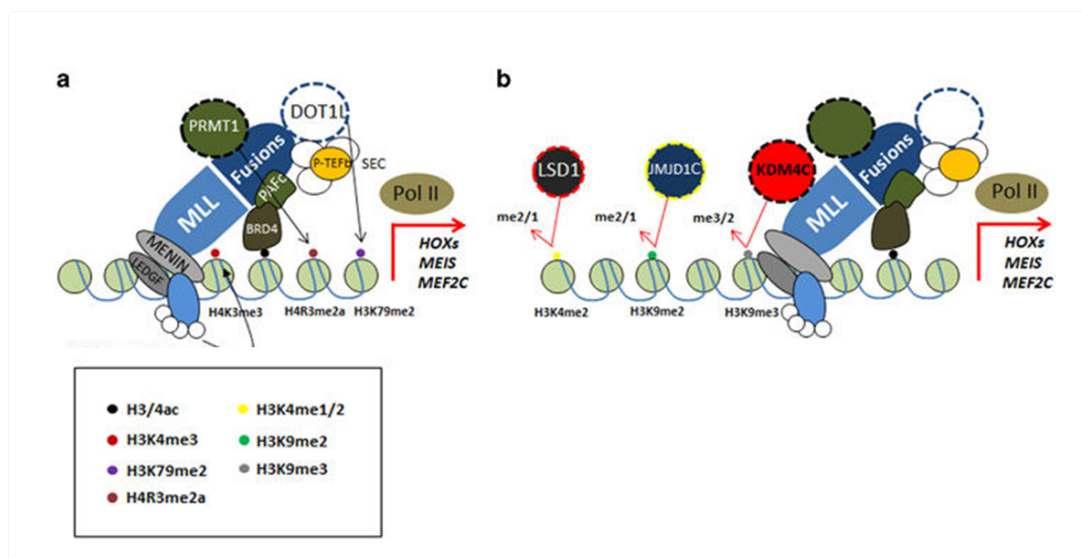 a
PRMT1
DOT1L
Fusions
P-TEFb
SEC
PAFc
Pol II
MLL
BRD4
MENIN
LEDGF
HOXs
MEIS
MEF2C
H4K3me3
H4R3me2a
H3K79me2
b
LSD1
JMJD1C
KDM4C
me2/1
me2/1
me3/2
MLL
Pol II
HOXs
MEIS
MEF2C
H3K4me2
H3K9me2
H3K9me3
H3/4ac
H3K4me3
H3K79me2
H4R3me2a
H3K4me1/2
H3K9me2
H3K9me3